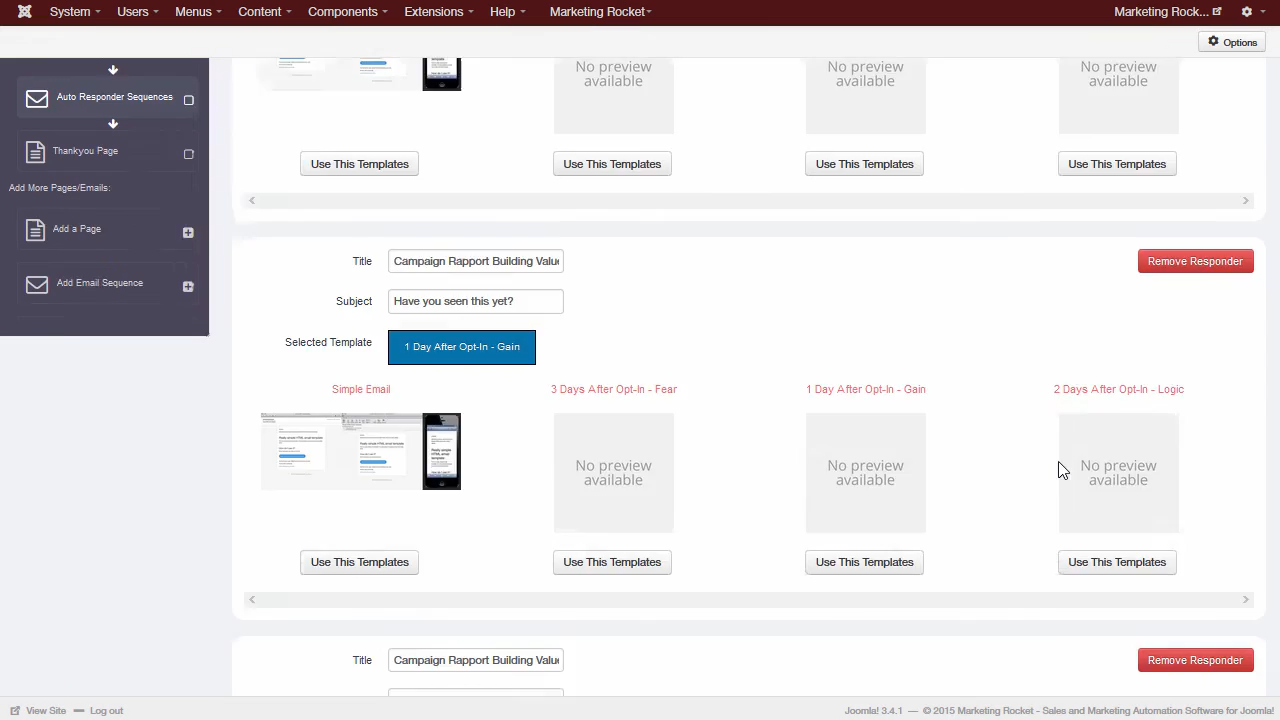 System Users Menus Content Components Extensions Help Marketing Rocket Marketing Rock...
Options
No preview available No preview available No preview available
Auto Responder Sequences
Thankyou Page
Use This Templates Use This Templates Use This Templates Use This Templates
Add More Pages/Emails:
Add a Page
Add Email Sequence
Title Campaign Rapport Building Valu Remove Responder
Subject Have you seen this yet?
Selected Template 1 Day After Opt-In - Gain
Simple Email 3 Days After Opt-In - Fear 1 Day After Opt-In - Gain 2 Days After Opt-In - Logic
No preview available No preview available No preview available
Use This Templates Use This Templates Use This Templates Use This Templates
Title Campaign Rapport Building Valu Remove Responder
View Site Log out Joomla! 3.4.1 — © 2015 Marketing Rocket - Sales and Marketing Automation Software for Joomla!